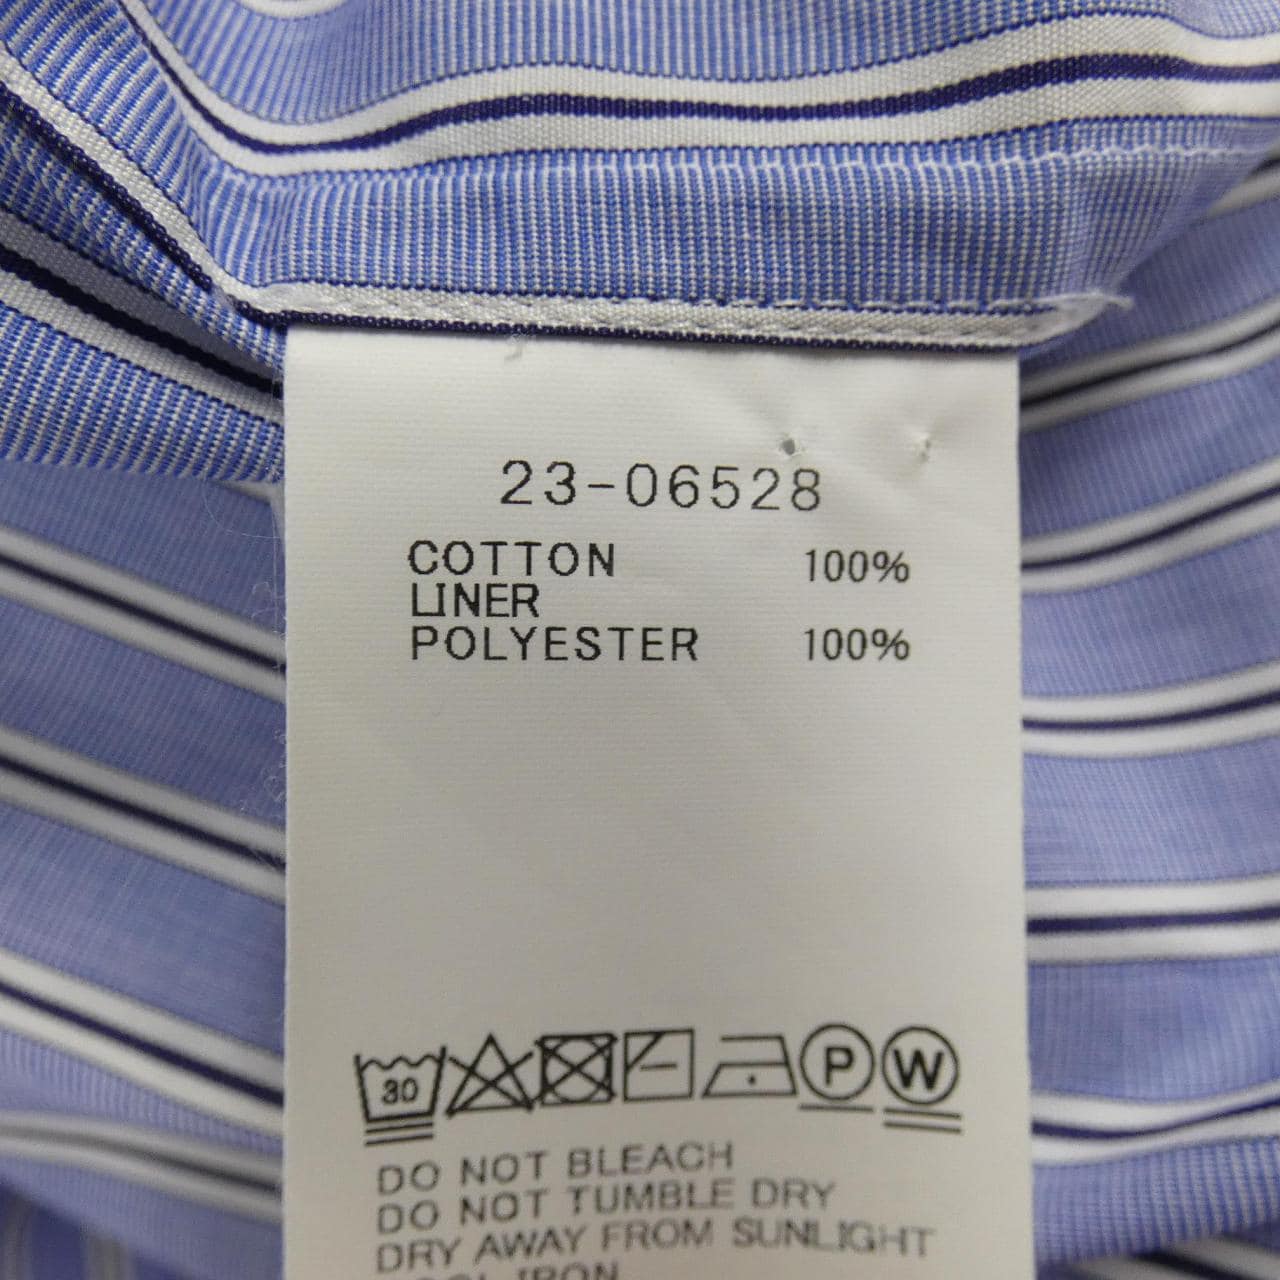 23-06528
COTTON 100%
LINER
POLYESTER 100%
30 P W
DO NOT BLEACH
DO NOT TUMBLE DRY
DRY AWAY FROM SUNLIGHT
IRON